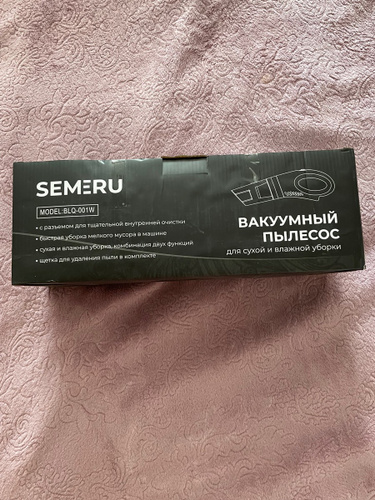 SEMERU
MODEL:BLQ-001W
• с разъемом для тщательной внутренней очистки
• быстрая уборка мелкого мусора в машине
• сухая и влажная уборка, комбинация двух функций
• щетка для удаления пыли в комплекте
ВАКУУМНЫЙ
ПЫЛЕСОС
для сухой и влажной уборки